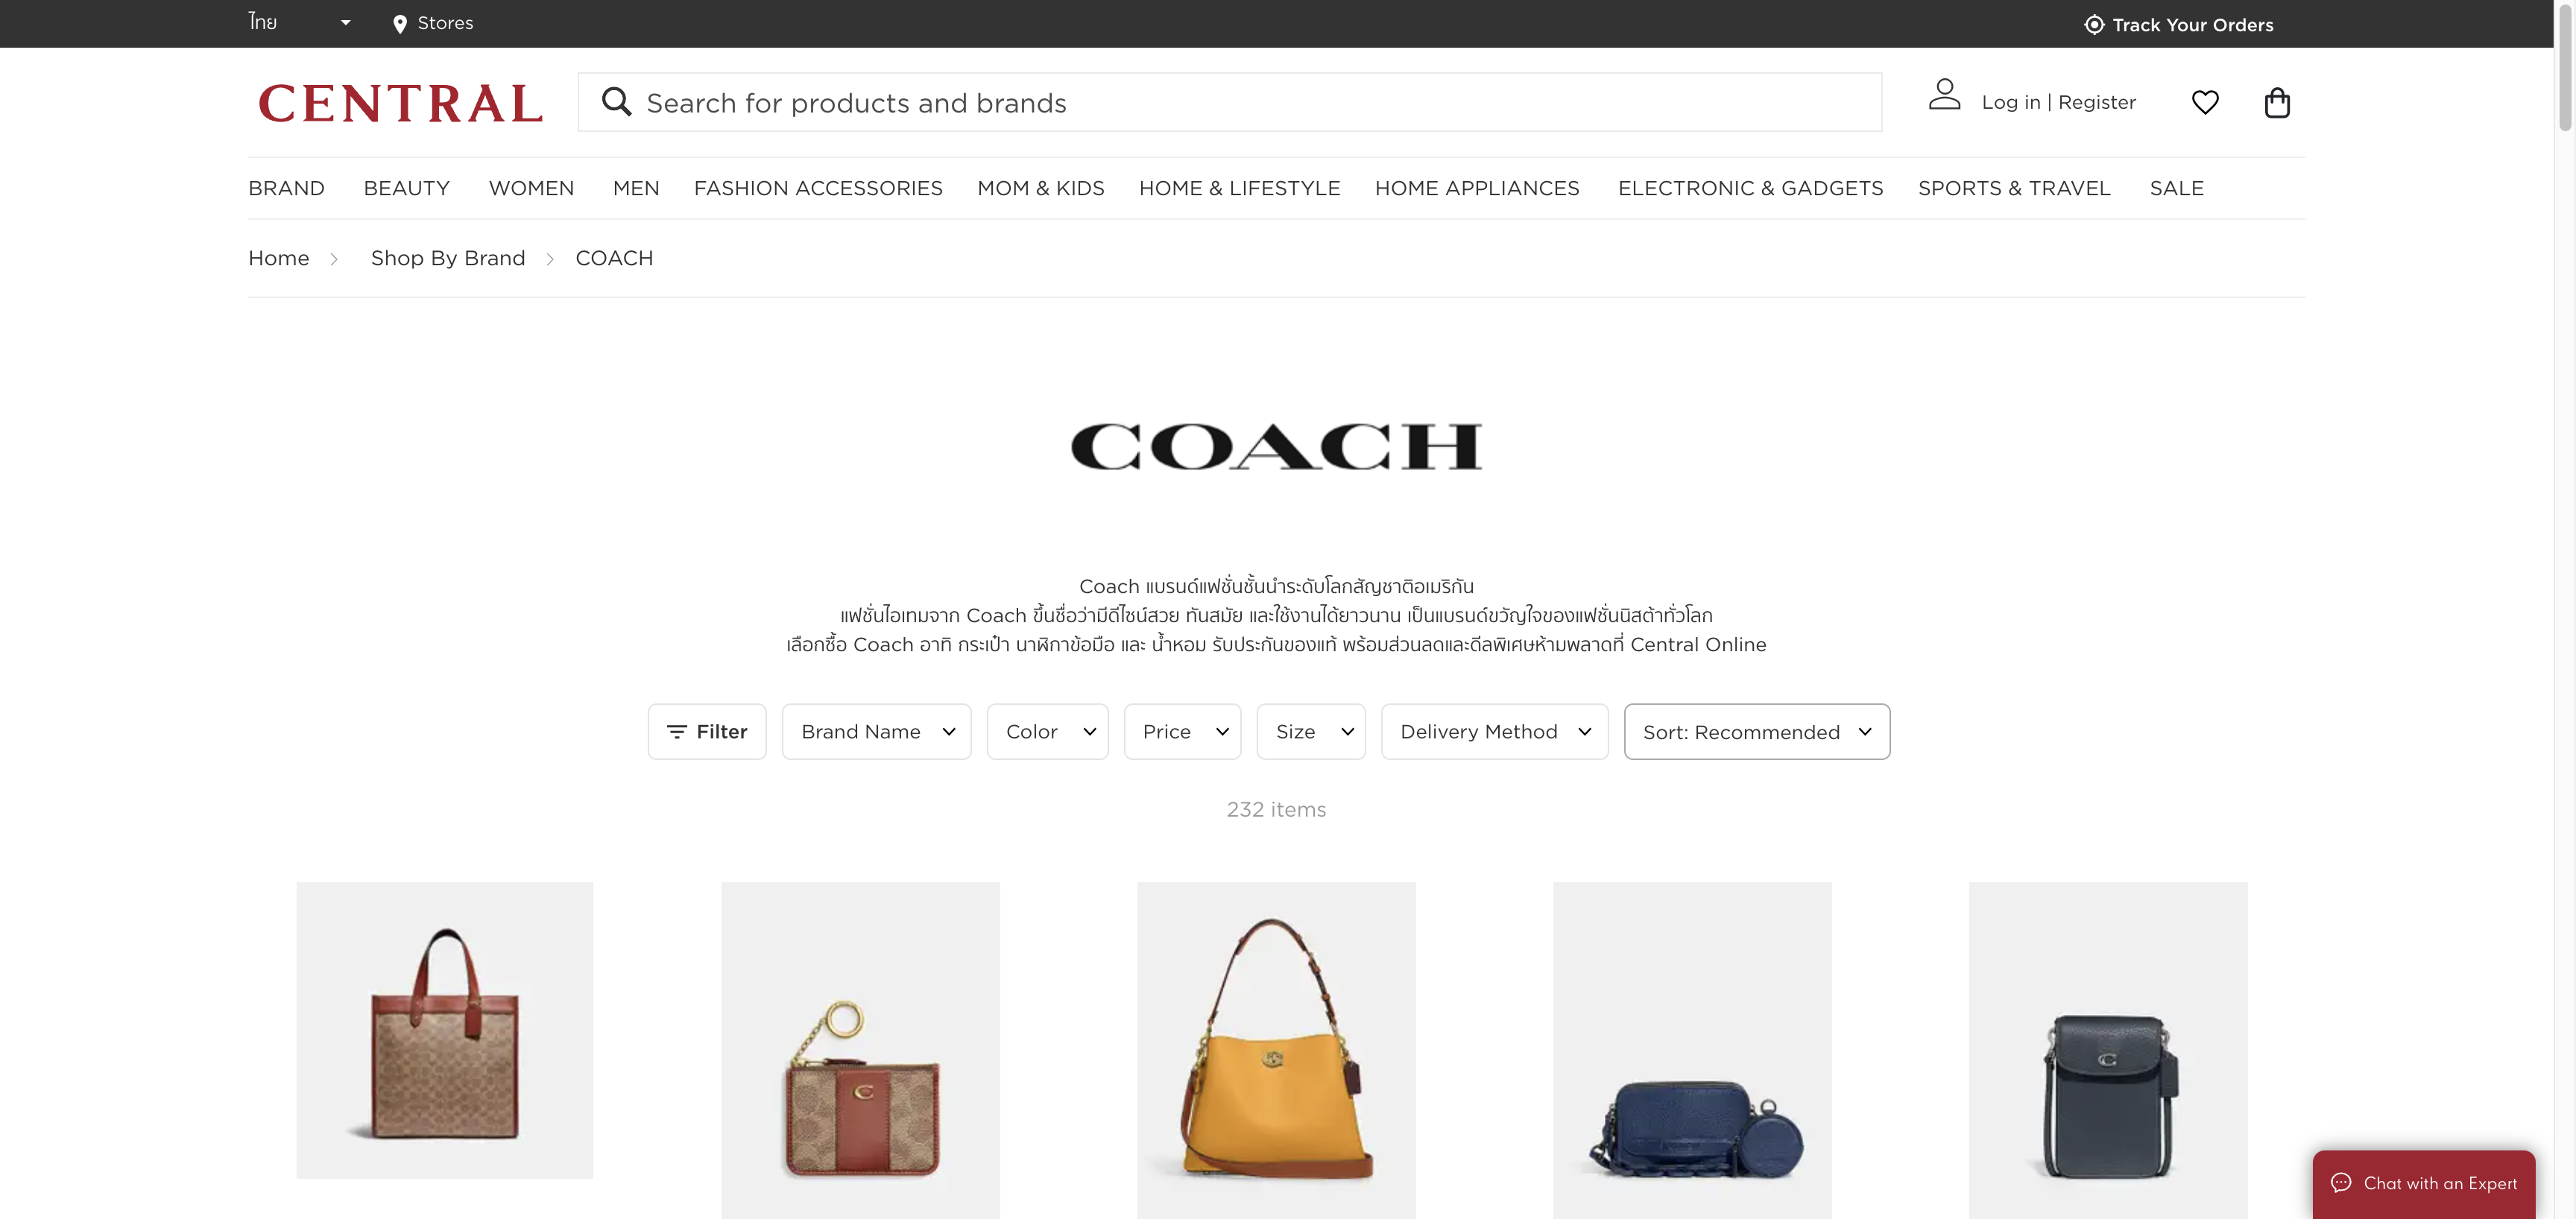 ไทย
Stores
Track Your Orders
CENTRAL
Search for products and brands
Log in | Register
BRAND BEAUTY WOMEN MEN FASHION ACCESSORIES MOM & KIDS HOME & LIFESTYLE HOME APPLIANCES ELECTRONIC & GADGETS SPORTS & TRAVEL SALE
Home > Shop By Brand > COACH
COACH
Coach แบรนด์แฟชั่นชั้นนำระดับโลกสัญชาติอเมริกัน
แฟชั่นไอเทมจาก Coach ขึ้นชื่อว่ามีดีไซน์สวย ทันสมัย และใช้งานได้ยาวนาน เป็นแบรนด์ขวัญใจของแฟชั่นนิสต้าทั่วโลก
เลือกซื้อ Coach อาทิ กระเป๋า นาฬิกาข้อมือ และ น้ำหอม รับประกันของแท้ พร้อมส่วนลดและดีลพิเศษห้ามพลาดที่ Central Online
Filter Brand Name Color Price Size Delivery Method Sort: Recommended
232 items
Chat with an Expert